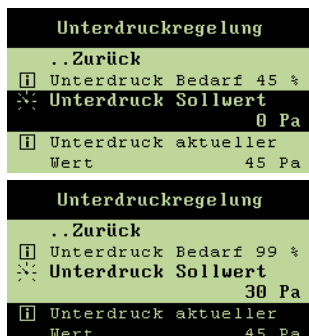 Unterdruckregelung
..Zurück
i Unterdruck Bedarf 45 %
Unterdruck Sollwert
0 Pa
i Unterdruck aktueller
Wert 45 Pa
Unterdruckregelung
..Zurück
i Unterdruck Bedarf 99 %
Unterdruck Sollwert
30 Pa
i Unterdruck aktueller
Wert 45 Pa